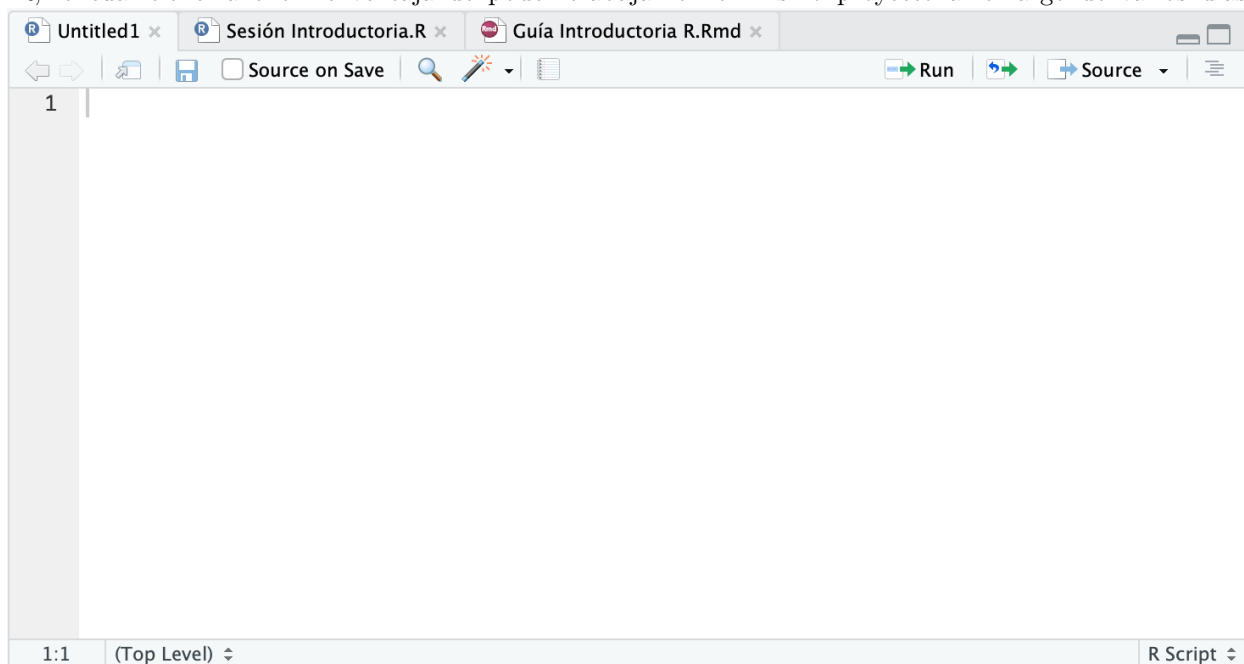 Untitled1 × Sesión Introductoria.R × Guía Introductoria R.Rmd ×
Source on Save Run Source
1
1:1 (Top Level) R Script